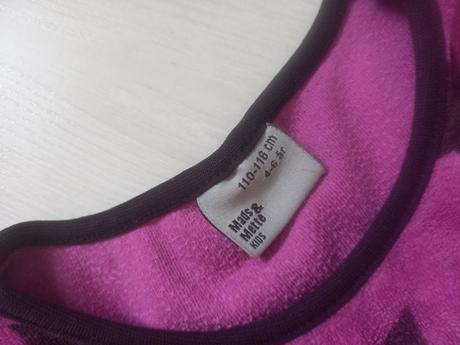 110-116 cm
4-6 år
Mads &
Mette
KIDS